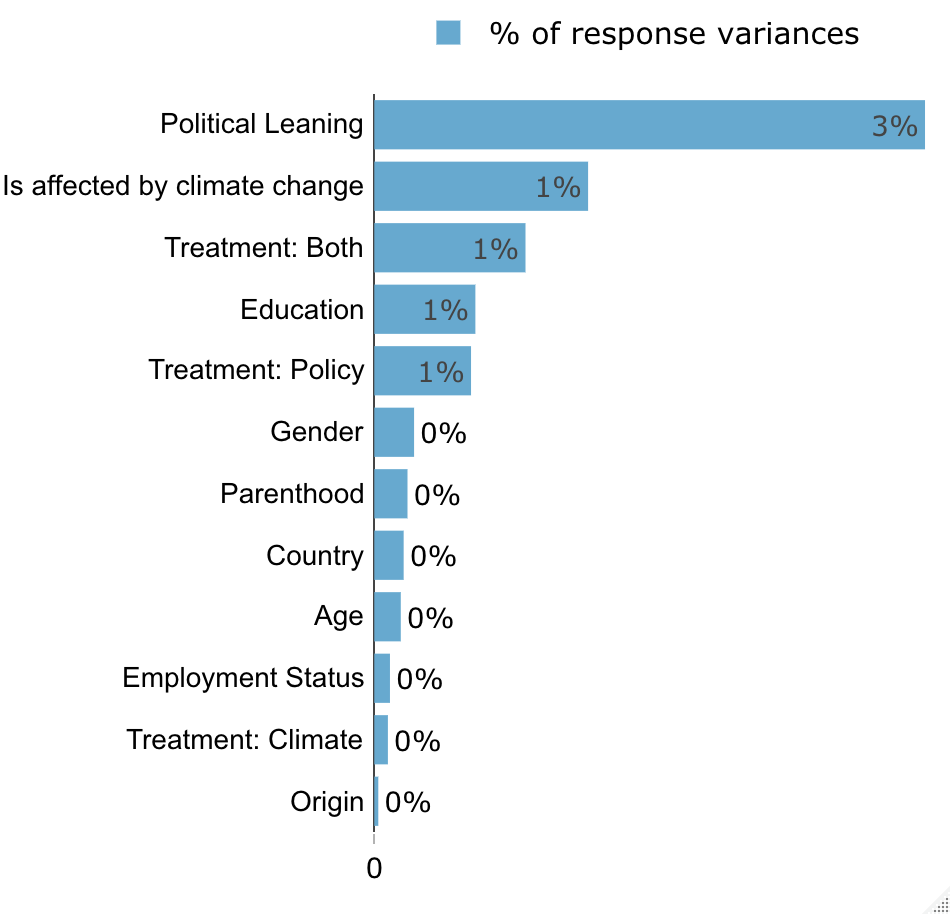 % of response variances
Political Leaning 3%
Is affected by climate change 1%
Treatment: Both 1%
Education 1%
Treatment: Policy 1%
Gender 0%
Parenthood 0%
Country 0%
Age 0%
Employment Status 0%
Treatment: Climate 0%
Origin 0%
0